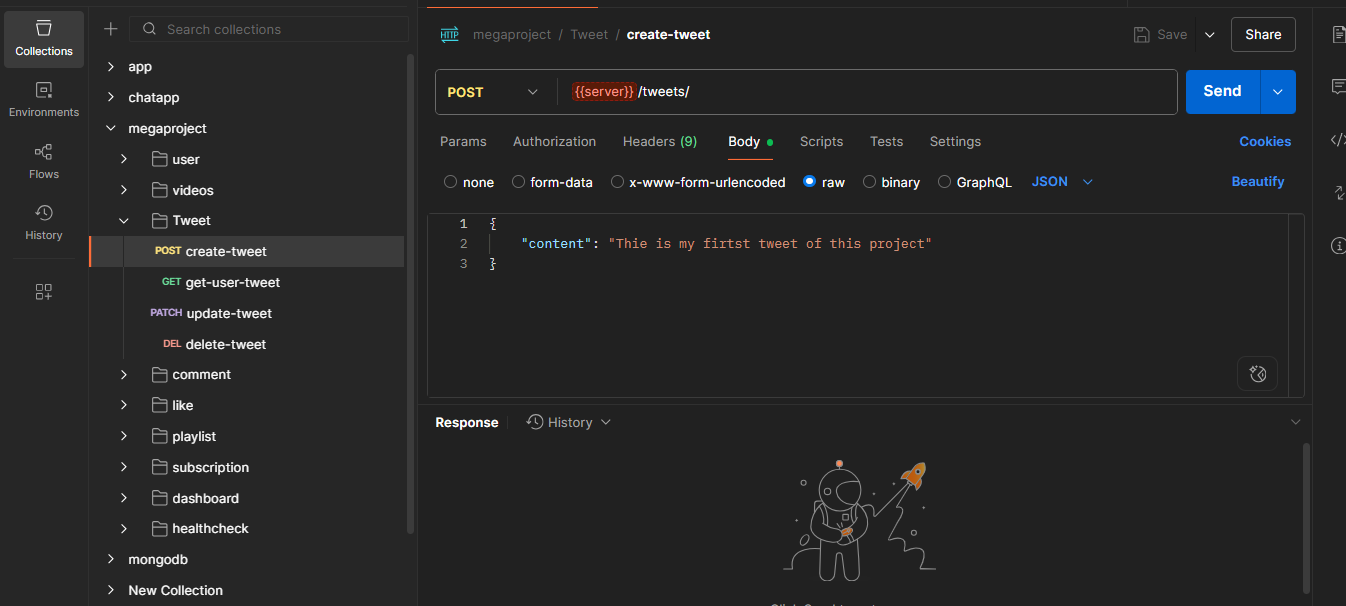 Collections
Environments
Flows
History
Search collections
app
chatapp
megaproject
user
videos
Tweet
POST create-tweet
GET get-user-tweet
PATCH update-tweet
DEL delete-tweet
comment
like
playlist
subscription
dashboard
healthcheck
mongodb
New Collection
HTTP megaproject / Tweet / create-tweet
Save
Share
POST {{server}}/tweets/
Send
Params Authorization Headers (9) Body Scripts Tests Settings Cookies
none form-data x-www-form-urlencoded raw binary GraphQL JSON Beautify
1 {
2 "content": "Thie is my firtst tweet of this project"
3 }
Response History